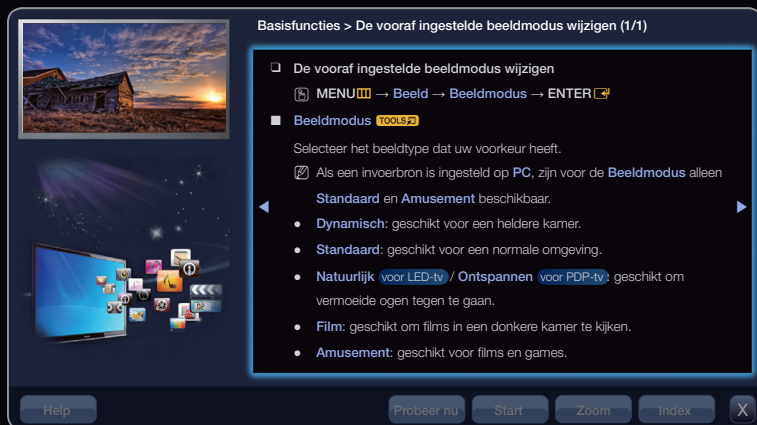 Basisfuncties > De vooraf ingestelde beeldmodus wijzigen (1/1)
❑ De vooraf ingestelde beeldmodus wijzigen
MENU → Beeld → Beeldmodus → ENTER
■ Beeldmodus TOOLS
Selecteer het beeldtype dat uw voorkeur heeft.
Als een invoerbron is ingesteld op PC, zijn voor de Beeldmodus alleen
Standaard en Amusement beschikbaar.
● Dynamisch: geschikt voor een heldere kamer.
● Standaard: geschikt voor een normale omgeving.
● Natuurlijk voor LED-tv / Ontspannen voor PDP-tv: geschikt om
vermoeide ogen tegen te gaan.
● Film: geschikt om films in een donkere kamer te kijken.
● Amusement: geschikt voor films en games.
Help Probeer nu Start Zoom Index X